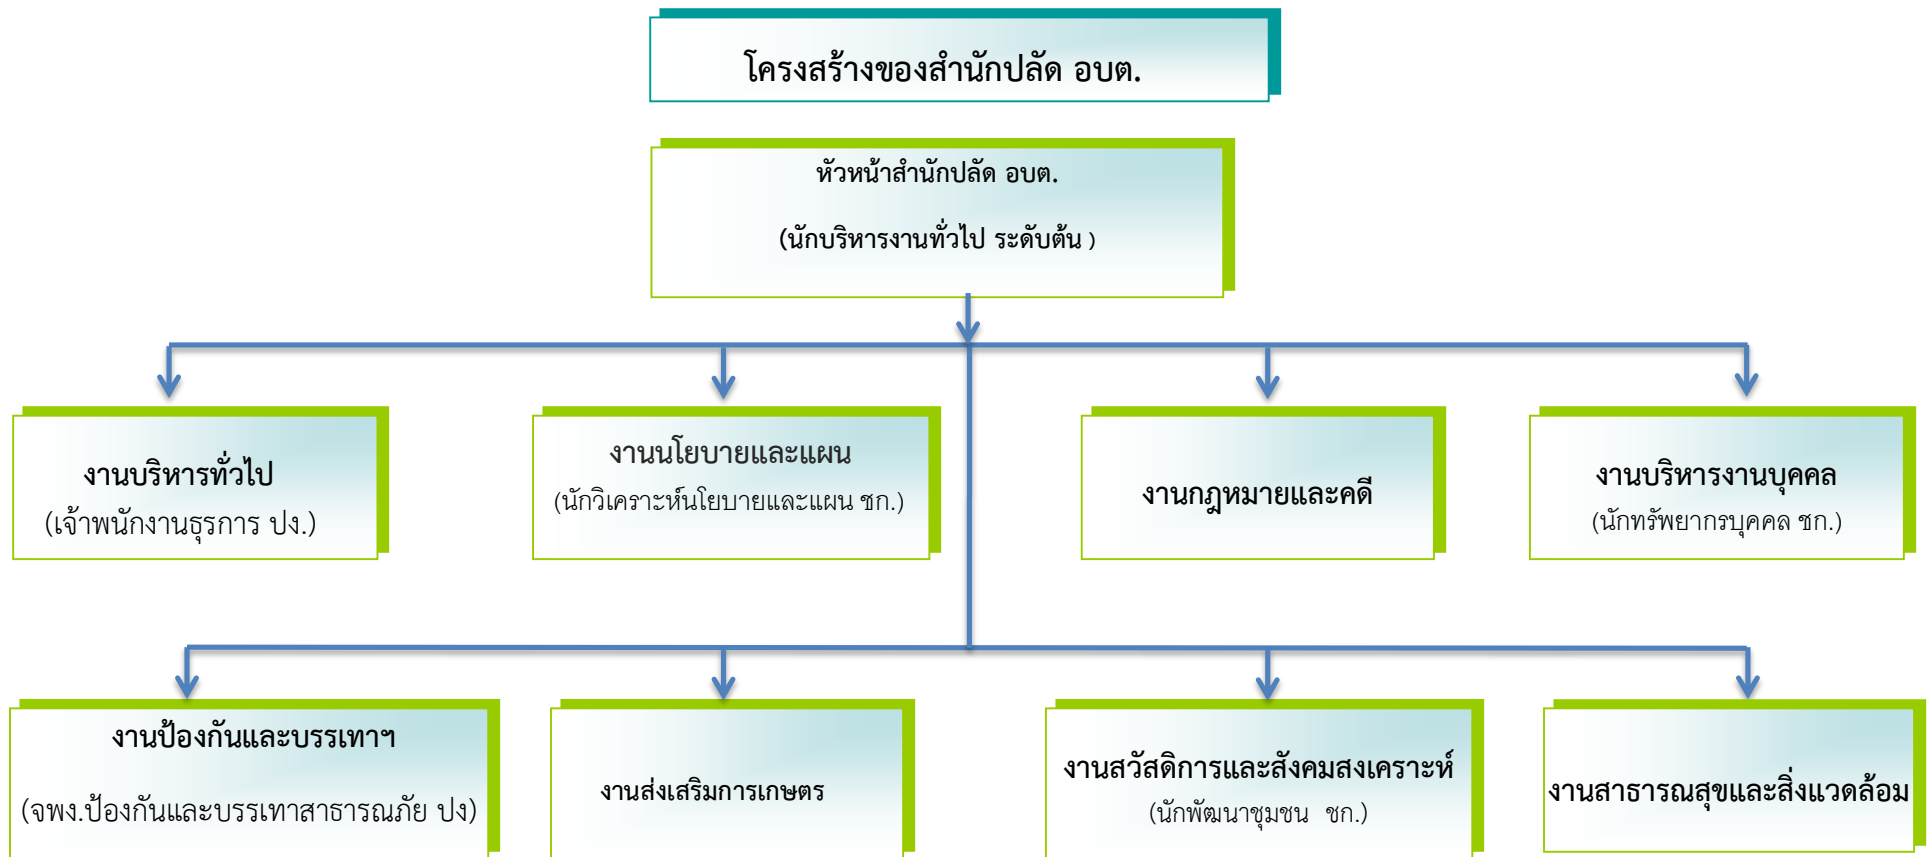 โครงสร้างของสำนักปลัด อบต.
หัวหน้าสำนักปลัด อบต.
(นักบริหารงานทั่วไป ระดับต้น )
งานบริหารทั่วไป
(เจ้าพนักงานธุรการ ปง.)
งานนโยบายและแผน
(นักวิเคราะห์นโยบายและแผน ชก.)
งานกฎหมายและคดี
งานบริหารงานบุคคล
(นักทรัพยากรบุคคล ชก.)
งานป้องกันและบรรเทาฯ
(จพง.ป้องกันและบรรเทาสาธารณภัย ปง)
งานส่งเสริมการเกษตร
งานสวัสดิการและสังคมสงเคราะห์
(นักพัฒนาชุมชน ชก.)
งานสาธารณสุขและสิ่งแวดล้อม